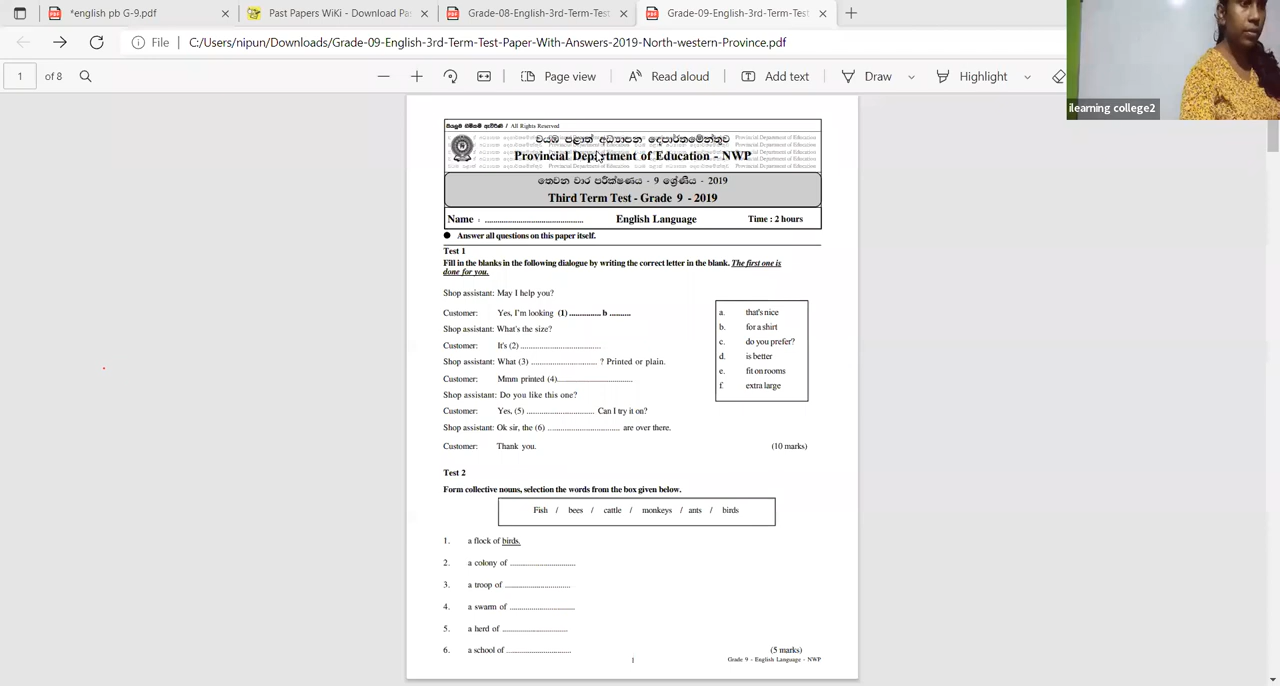 *english pb G-9.pdf
Past Papers WiKi - Download Pa
Grade-08-English-3rd-Term-Test
Grade-09-English-3rd-Term-Test
File C:/Users/nipun/Downloads/Grade-09-English-3rd-Term-Test-Paper-With-Answers-2019-North-western-Province.pdf
1 of 8 Page view Read aloud Add text Draw Highlight
ilearning college2
සියලුම හිමිකම් ඇවිරිණි / All Rights Reserved
වයඹ පළාත් අධ්‍යාපන දෙපාර්තමේන්තුව
Provincial Department of Education - NWP
තෙවන වාර පරීක්ෂණය - 9 ශ්‍රේණිය - 2019
Third Term Test - Grade 9 - 2019
Name : ................................................ English Language Time : 2 hours
● Answer all questions on this paper itself.
Test 1
Fill in the blanks in the following dialogue by writing the correct letter in the blank. The first one is
done for you.
Shop assistant: May I help you?
Customer: Yes, I'm looking (1) ............... b ..........
Shop assistant: What's the size?
Customer: It's (2) ......................................
Shop assistant: What (3) ............................... ? Printed or plain.
Customer: Mmm printed (4)...................................
Shop assistant: Do you like this one?
Customer: Yes, (5) ................................ Can I try it on?
Shop assistant: Ok sir, the (6) .................................. are over there.
Customer: Thank you. (10 marks)
a. that's nice
b. for a shirt
c. do you prefer?
d. is better
e. fit on rooms
f. extra large
Test 2
Form collective nouns, selection the words from the box given below.
Fish / bees / cattle / monkeys / ants / birds
1. a flock of birds.
2. a colony of ...............................
3. a troop of ...............................
4. a swarm of ...............................
5. a herd of ...............................
6. a school of ............................... (5 marks)
1 Grade 9 - English Language - NWP